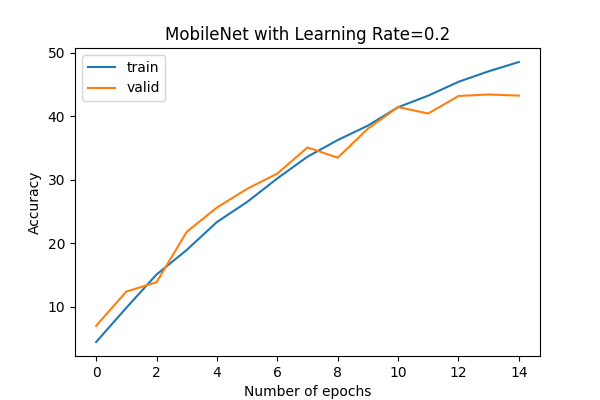 MobileNet with Learning Rate=0.2
train
valid
Accuracy
50
40
30
20
10
0 2 4 6 8 10 12 14
Number of epochs